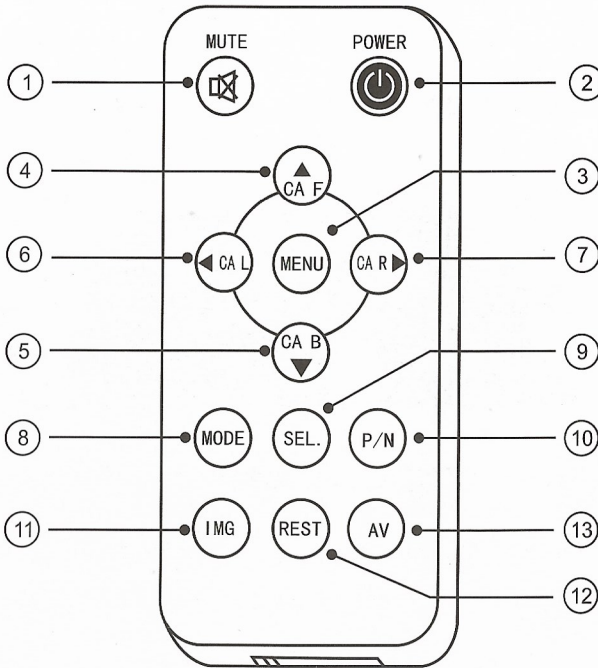 MUTE POWER
1 2
4 CA F 3
6 CA L MENU CA R 7
5 CA B 9
8 MODE SEL. P/N 10
11 IMG REST AV 13
12